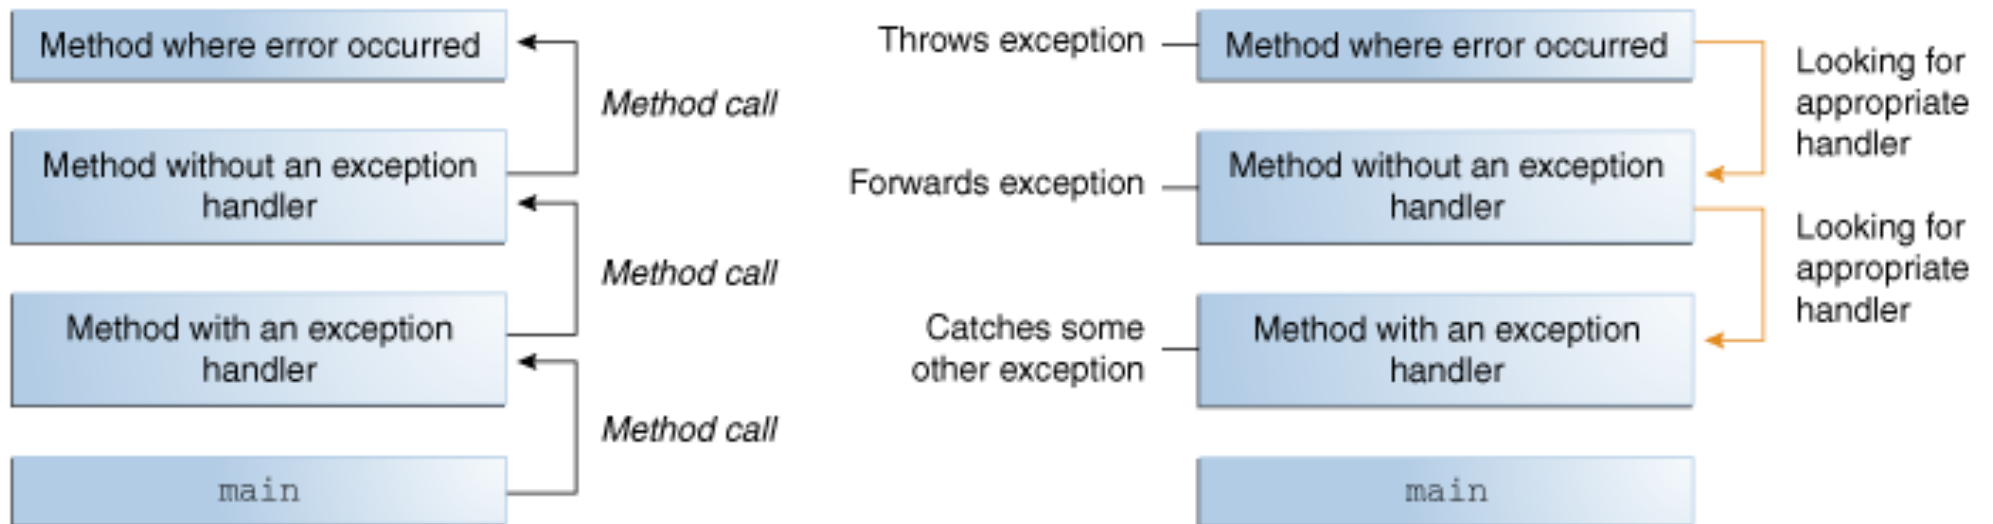 Method where error occurred
Method call
Method without an exception
handler
Method call
Method with an exception
handler
Method call
main
Throws exception
Method where error occurred
Looking for
appropriate
handler
Forwards exception
Method without an exception
handler
Looking for
appropriate
handler
Catches some
other exception
Method with an exception
handler
main